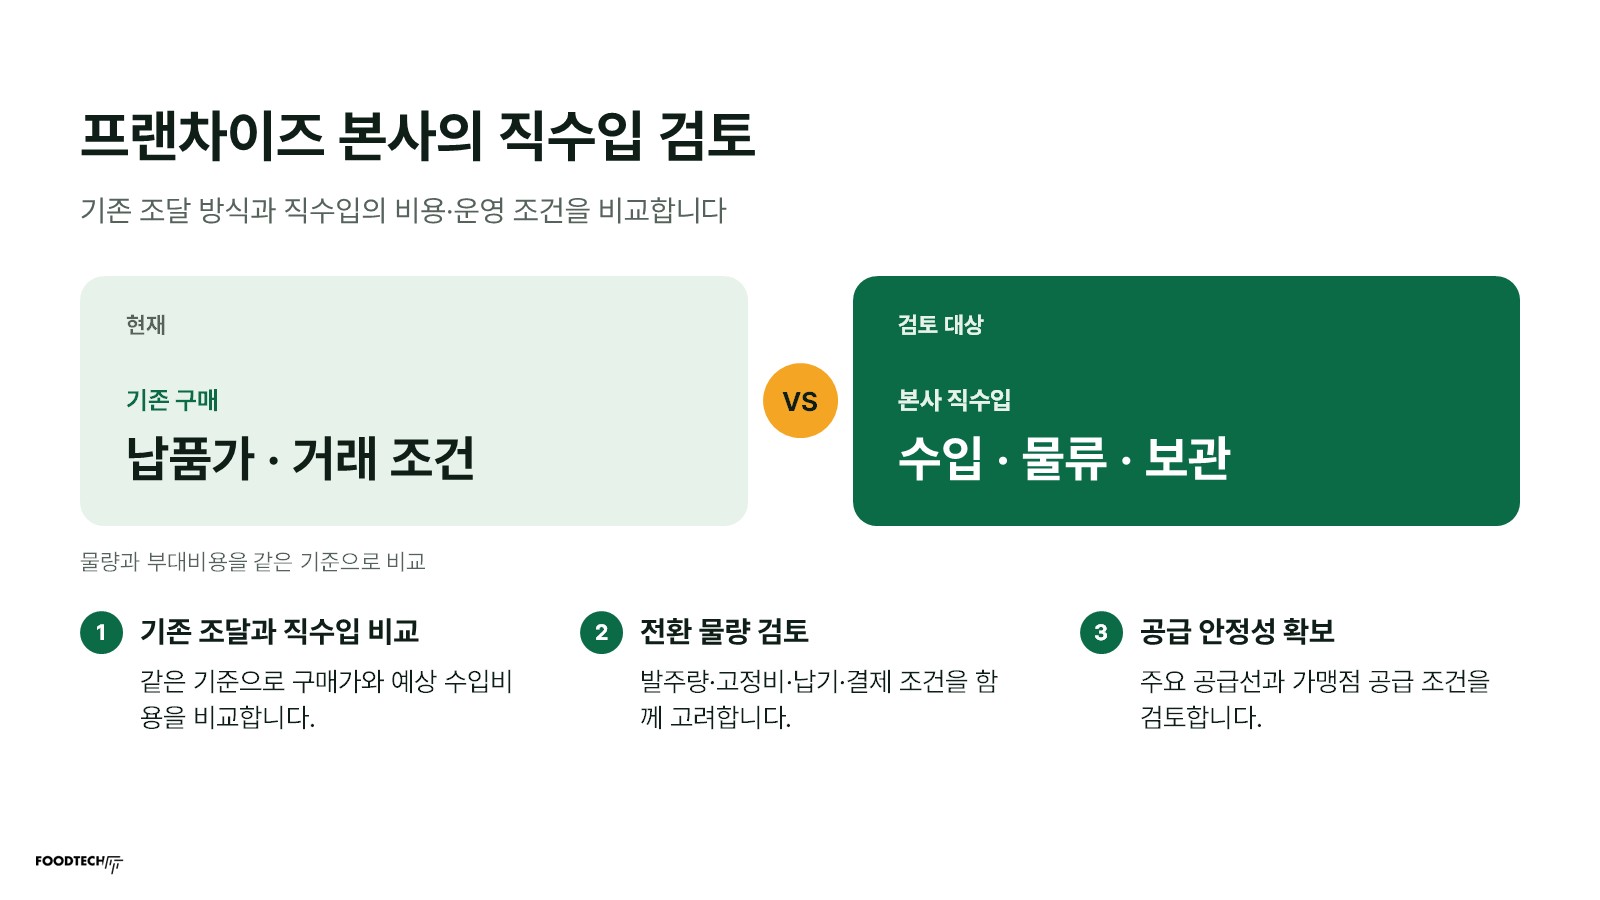 프랜차이즈 본사의 직수입 검토
기존 조달 방식과 직수입의 비용·운영 조건을 비교합니다
현재
기존 구매
납품가 · 거래 조건
VS
검토 대상
본사 직수입
수입 · 물류 · 보관
물량과 부대비용을 같은 기준으로 비교
1 기존 조달과 직수입 비교
같은 기준으로 구매가와 예상 수입비
용을 비교합니다.
2 전환 물량 검토
발주량·고정비·납기·결제 조건을 함
께 고려합니다.
3 공급 안정성 확보
주요 공급선과 가맹점 공급 조건을
검토합니다.
FOODTECH